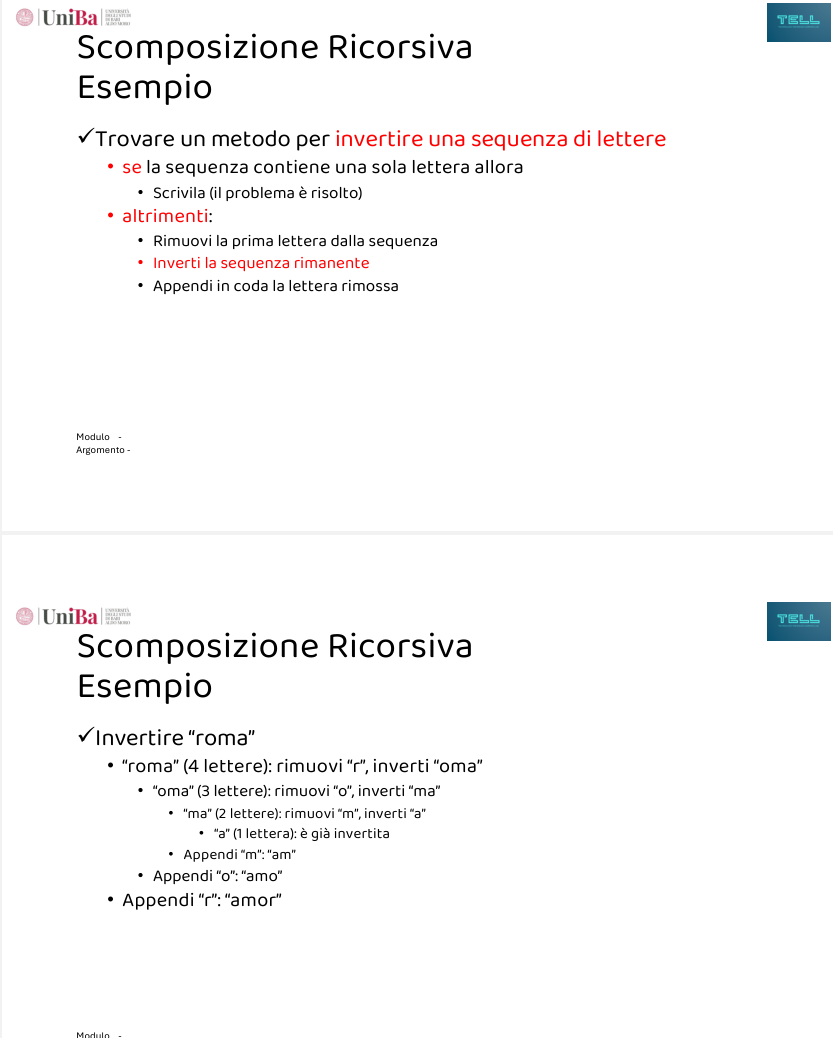 UniBa
UNIVERSITÀ
DEGLI STUDI
DI BARI
ALDO MORO
TELL
Scomposizione Ricorsiva
Esempio
✓Trovare un metodo per invertire una sequenza di lettere
• se la sequenza contiene una sola lettera allora
• Scrivila (il problema è risolto)
• altrimenti:
• Rimuovi la prima lettera dalla sequenza
• Inverti la sequenza rimanente
• Appendi in coda la lettera rimossa
Modulo -
Argomento -
UniBa
UNIVERSITÀ
DEGLI STUDI
DI BARI
ALDO MORO
TELL
Scomposizione Ricorsiva
Esempio
✓Invertire “roma”
• “roma” (4 lettere): rimuovi “r”, inverti “oma”
• “oma” (3 lettere): rimuovi “o”, inverti “ma”
• “ma” (2 lettere): rimuovi “m”, inverti “a”
• “a” (1 lettera): è già invertita
• Appendi “m”: “am”
• Appendi “o”: “amo”
• Appendi “r”: “amor”
Modulo -